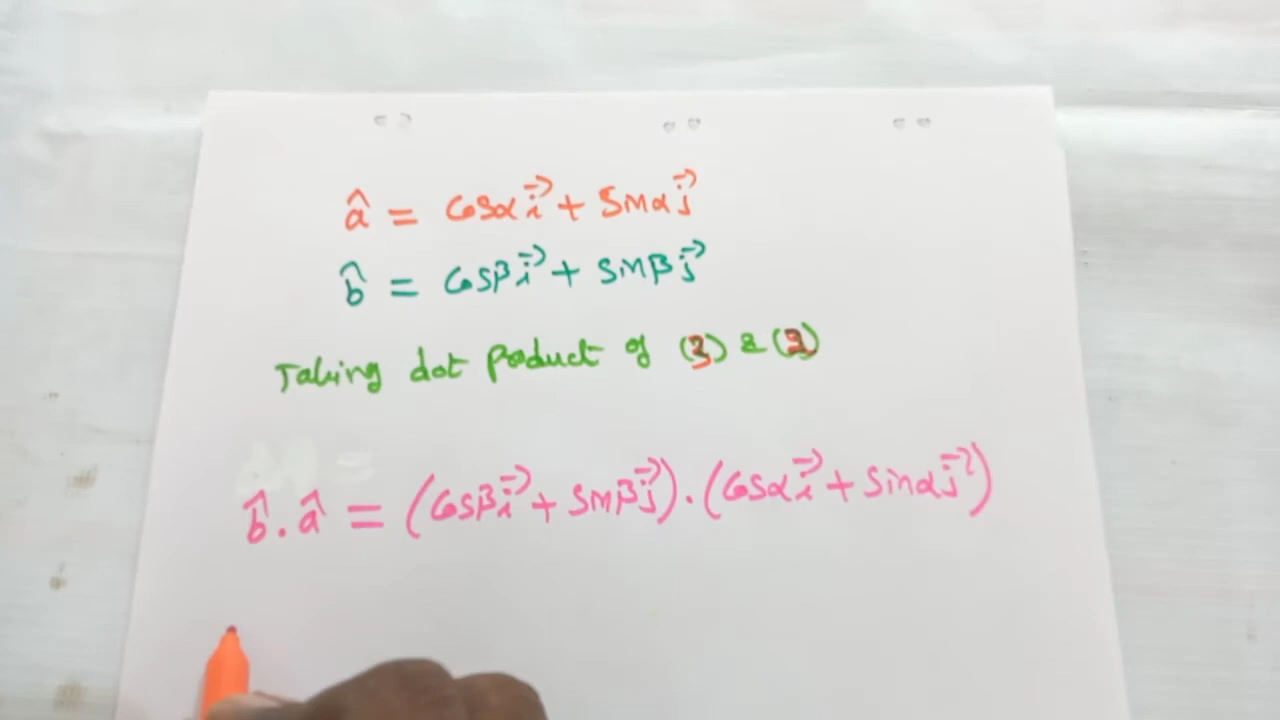 â = cosα i⃗ + sinα j⃗
b̂ = cosβ i⃗ + sinβ j⃗
Taking dot product of (3) & (2)
b̂ . â = (cosβ i⃗ + sinβ j⃗) . (cosα i⃗ + sinα j⃗)